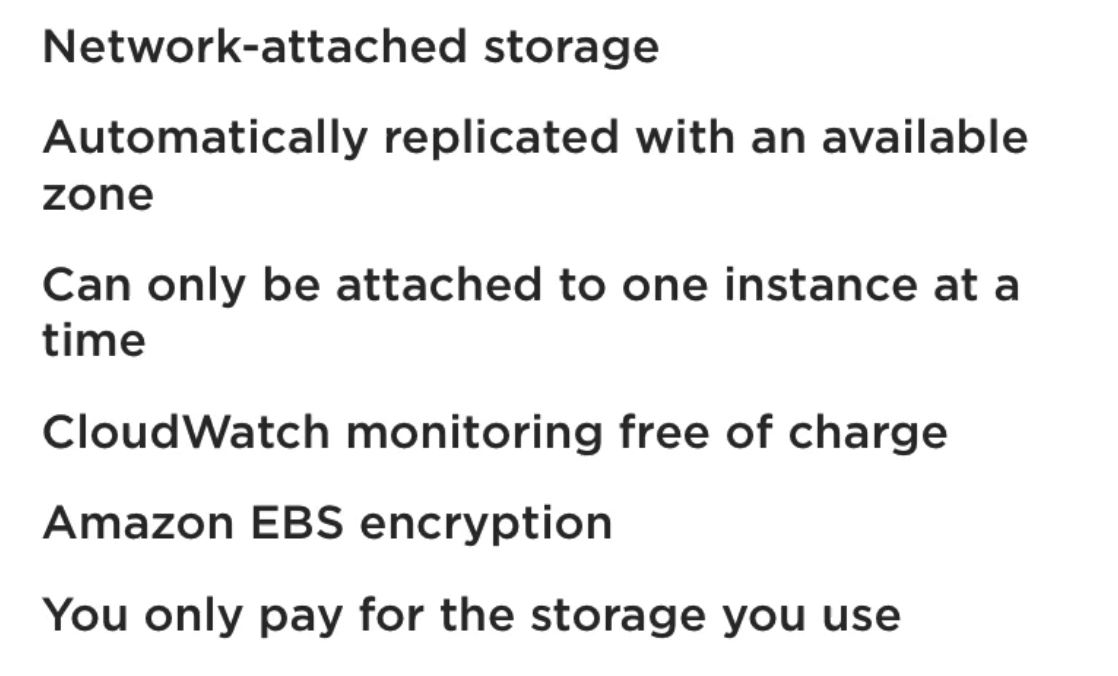 Network-attached storage
Automatically replicated with an available
zone
Can only be attached to one instance at a
time
CloudWatch monitoring free of charge
Amazon EBS encryption
You only pay for the storage you use